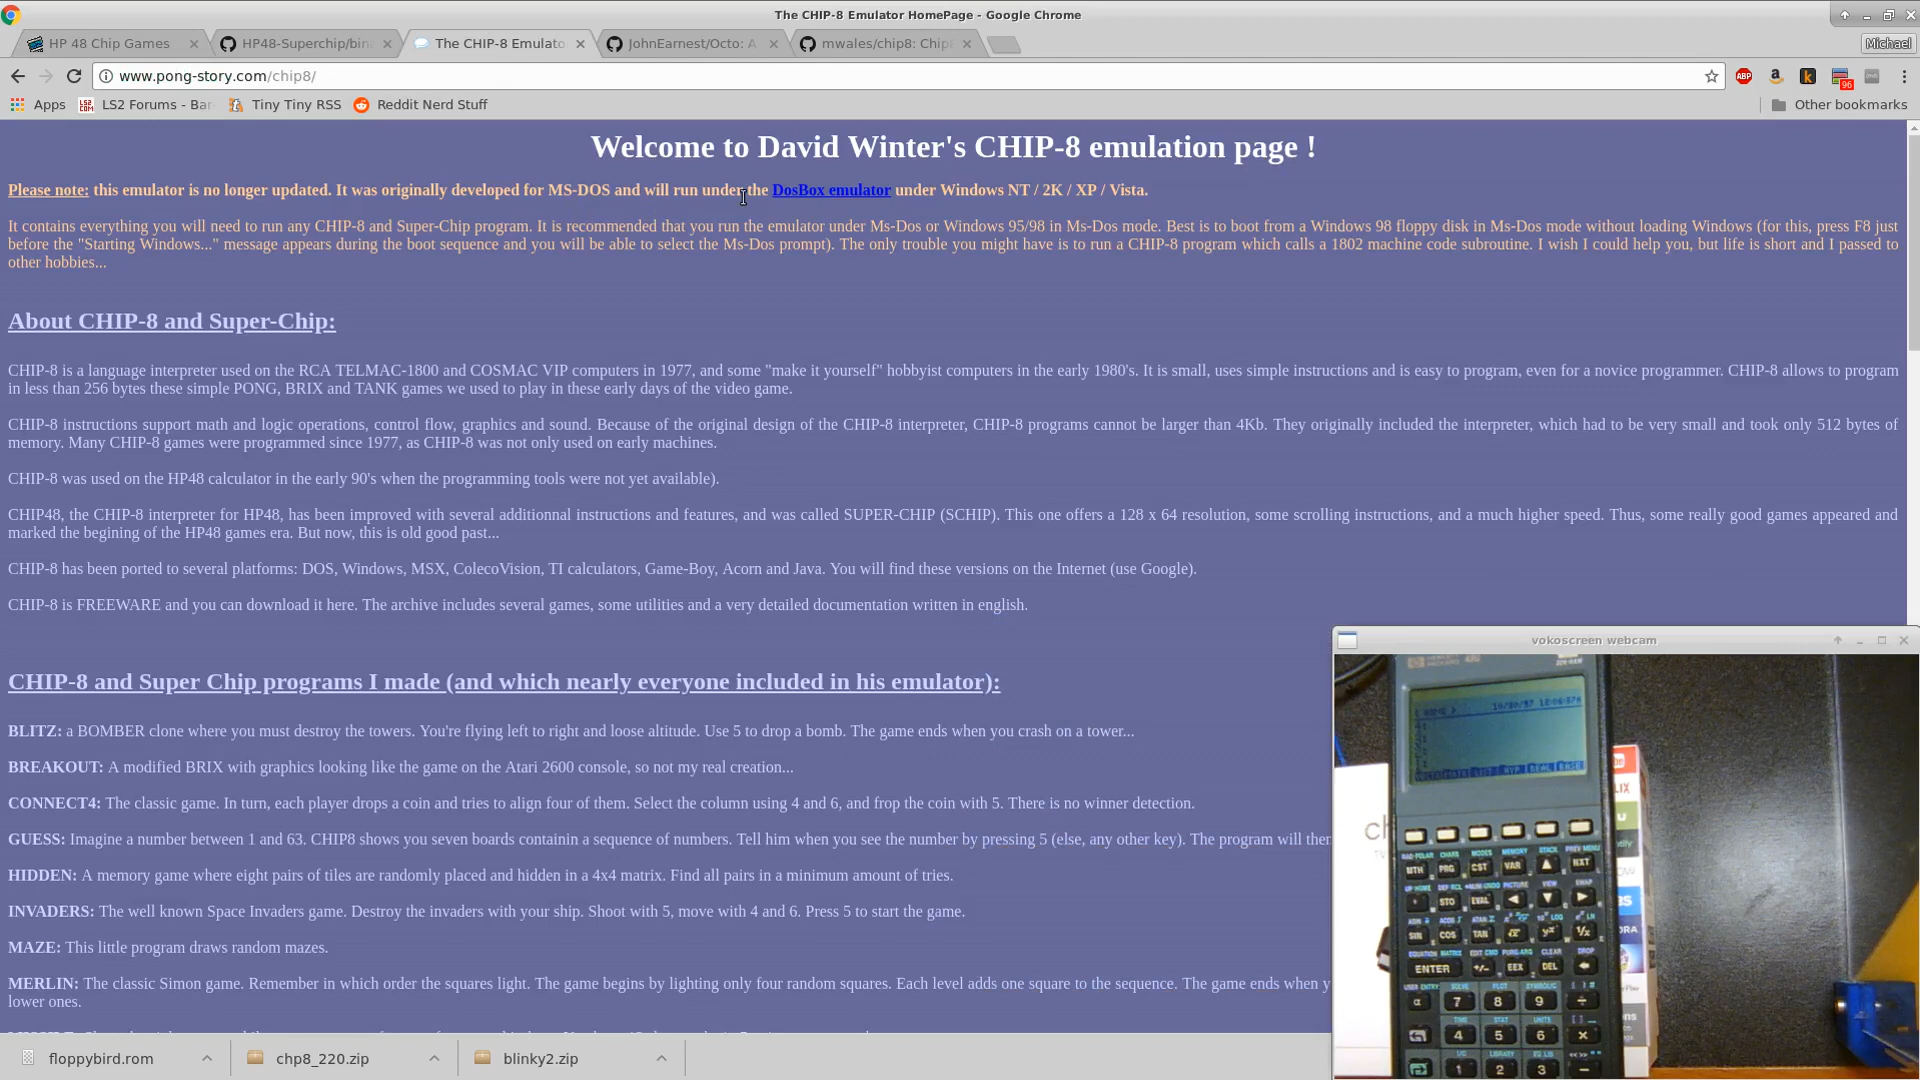 The CHIP-8 Emulator HomePage - Google Chrome
HP 48 Chip Games
HP48-Superchip/bina
The CHIP-8 Emulato
JohnEarnest/Octo: A
mwales/chip8: Chip8
Michael
www.pong-story.com/chip8/
ABP
96
Apps
LS2 Forums - Bar
Tiny Tiny RSS
Reddit Nerd Stuff
Other bookmarks
Welcome to David Winter's CHIP-8 emulation page !
Please note: this emulator is no longer updated. It was originally developed for MS-DOS and will run under the DosBox emulator under Windows NT / 2K / XP / Vista.
It contains everything you will need to run any CHIP-8 and Super-Chip program. It is recommended that you run the emulator under Ms-Dos or Windows 95/98 in Ms-Dos mode. Best is to boot from a Windows 98 floppy disk in Ms-Dos mode without loading Windows (for this, press F8 just
before the "Starting Windows..." message appears during the boot sequence and you will be able to select the Ms-Dos prompt). The only trouble you might have is to run a CHIP-8 program which calls a 1802 machine code subroutine. I wish I could help you, but life is short and I passed to
other hobbies...
About CHIP-8 and Super-Chip:
CHIP-8 is a language interpreter used on the RCA TELMAC-1800 and COSMAC VIP computers in 1977, and some "make it yourself" hobbyist computers in the early 1980's. It is small, uses simple instructions and is easy to program, even for a novice programmer. CHIP-8 allows to program
in less than 256 bytes these simple PONG, BRIX and TANK games we used to play in these early days of the video game.
CHIP-8 instructions support math and logic operations, control flow, graphics and sound. Because of the original design of the CHIP-8 interpreter, CHIP-8 programs cannot be larger than 4Kb. They originally included the interpreter, which had to be very small and took only 512 bytes of
memory. Many CHIP-8 games were programmed since 1977, as CHIP-8 was not only used on early machines.
CHIP-8 was used on the HP48 calculator in the early 90's when the programming tools were not yet available).
CHIP48, the CHIP-8 interpreter for HP48, has been improved with several additionnal instructions and features, and was called SUPER-CHIP (SCHIP). This one offers a 128 x 64 resolution, some scrolling instructions, and a much higher speed. Thus, some really good games appeared and
marked the begining of the HP48 games era. But now, this is old good past...
CHIP-8 has been ported to several platforms: DOS, Windows, MSX, ColecoVision, TI calculators, Game-Boy, Acorn and Java. You will find these versions on the Internet (use Google).
CHIP-8 is FREEWARE and you can download it here. The archive includes several games, some utilities and a very detailed documentation written in english.
CHIP-8 and Super Chip programs I made (and which nearly everyone included in his emulator):
BLITZ: a BOMBER clone where you must destroy the towers. You're flying left to right and loose altitude. Use 5 to drop a bomb. The game ends when you crash on a tower...
BREAKOUT: A modified BRIX with graphics looking like the game on the Atari 2600 console, so not my real creation...
CONNECT4: The classic game. In turn, each player drops a coin and tries to align four of them. Select the column using 4 and 6, and frop the coin with 5. There is no winner detection.
GUESS: Imagine a number between 1 and 63. CHIP8 shows you seven boards containin a sequence of numbers. Tell him when you see the number by pressing 5 (else, any other key). The program will then
HIDDEN: A memory game where eight pairs of tiles are randomly placed and hidden in a 4x4 matrix. Find all pairs in a minimum amount of tries.
INVADERS: The well known Space Invaders game. Destroy the invaders with your ship. Shoot with 5, move with 4 and 6. Press 5 to start the game.
MAZE: This little program draws random mazes.
MERLIN: The classic Simon game. Remember in which order the squares light. The game begins by lighting only four random squares. Each level adds one square to the sequence. The game ends when y
lower ones.
vokoscreen webcam
MTH PRG CST VAR NXT
STO EVAL
SIN COS TAN
ENTER +/- EEX DEL
α 7 8 9 ÷
4 5 6 ×
1 2 3 −
floppybird.rom
chp8_220.zip
blinky2.zip